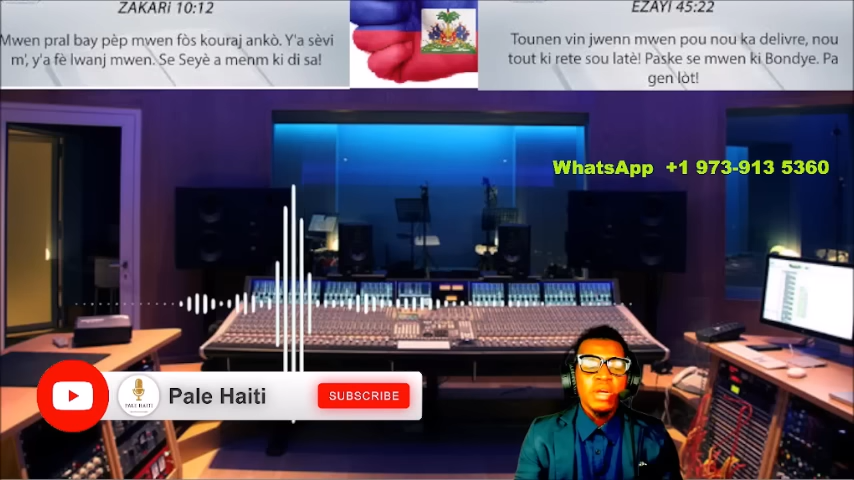 ZAKARi 10:12
Mwen pral bay pèp mwen fòs kouraj ankò. Y'a sèvi
m', y'a fè lwanj mwen. Se Seyè a menm ki di sa!
EZAYI 45:22
Tounen vin jwenn mwen pou nou ka delivre, nou
tout ki rete sou latè! Paske se mwen ki Bondye. Pa
gen lòt!
WhatsApp +1 973-913 5360
PALE HAITI
Pale Haiti
SUBSCRIBE